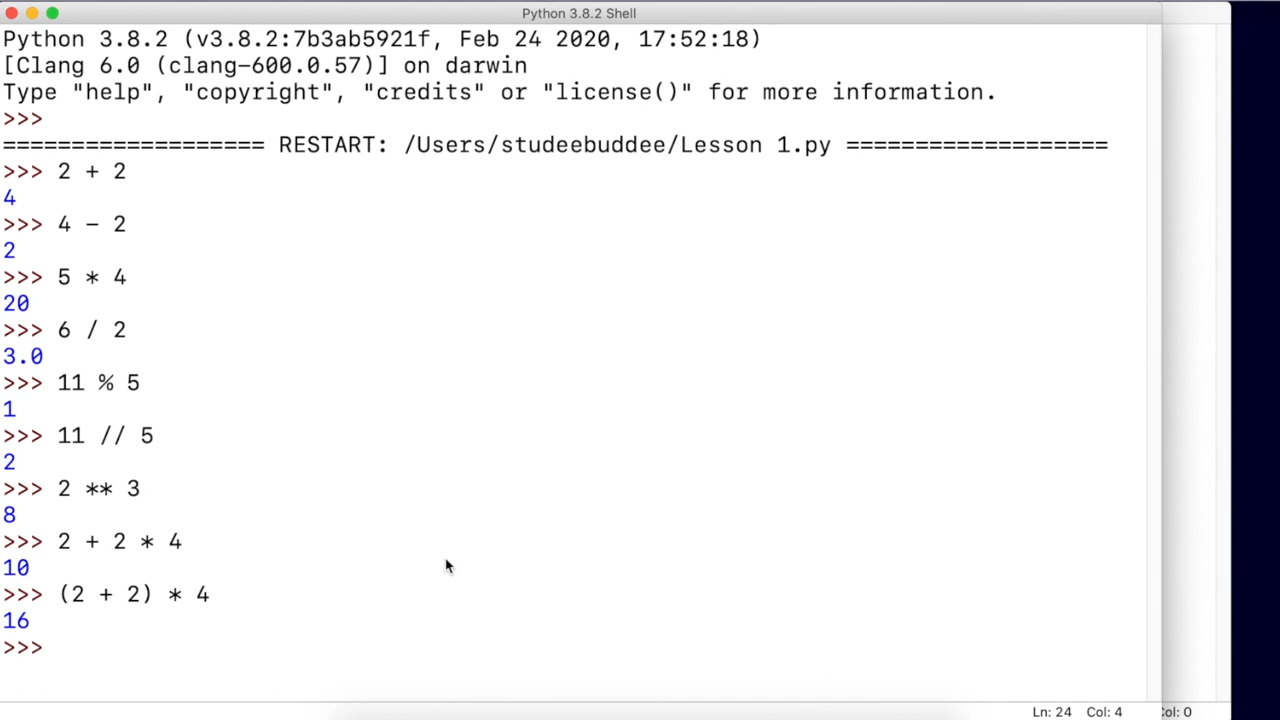 Python 3.8.2 Shell
Python 3.8.2 (v3.8.2:7b3ab5921f, Feb 24 2020, 17:52:18)
[Clang 6.0 (clang-600.0.57)] on darwin
Type "help", "copyright", "credits" or "license()" for more information.
>>>
=================== RESTART: /Users/studeebuddee/Lesson 1.py ===================
>>> 2 + 2
4
>>> 4 - 2
2
>>> 5 * 4
20
>>> 6 / 2
3.0
>>> 11 % 5
1
>>> 11 // 5
2
>>> 2 ** 3
8
>>> 2 + 2 * 4
10
>>> (2 + 2) * 4
16
>>>
Ln: 24 Col: 4 Col: 0